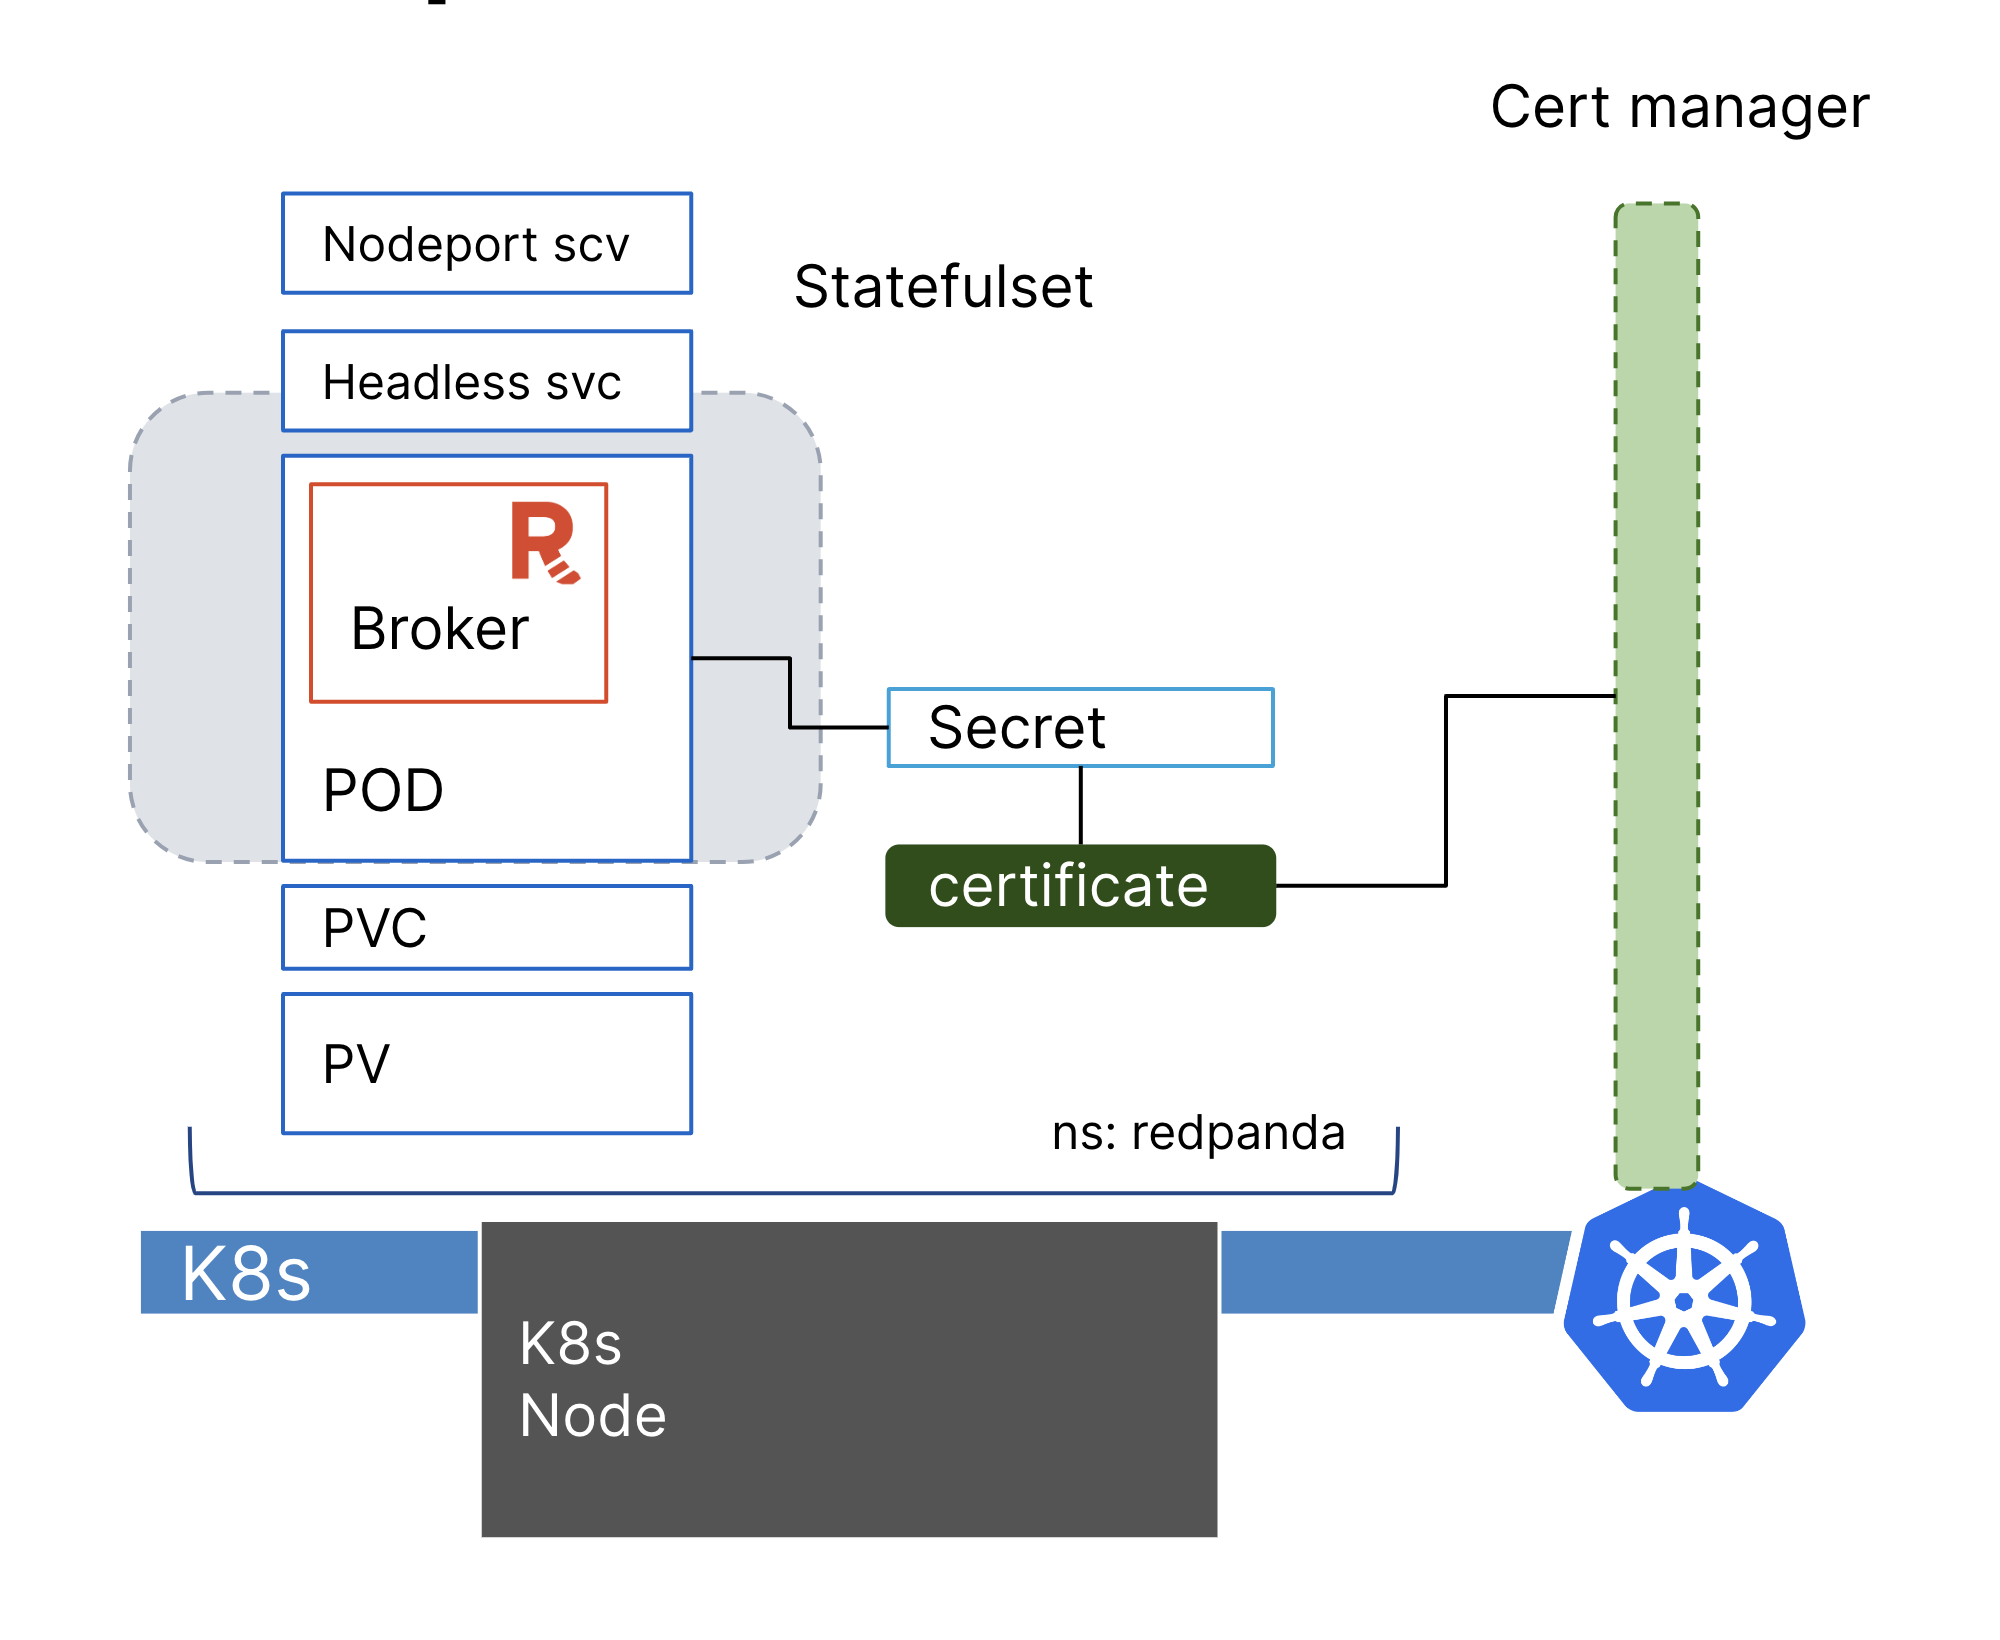 Cert manager
Nodeport scv
Statefulset
Headless svc
Broker
Secret
POD
certificate
PVC
PV
ns: redpanda
K8s
K8s
Node